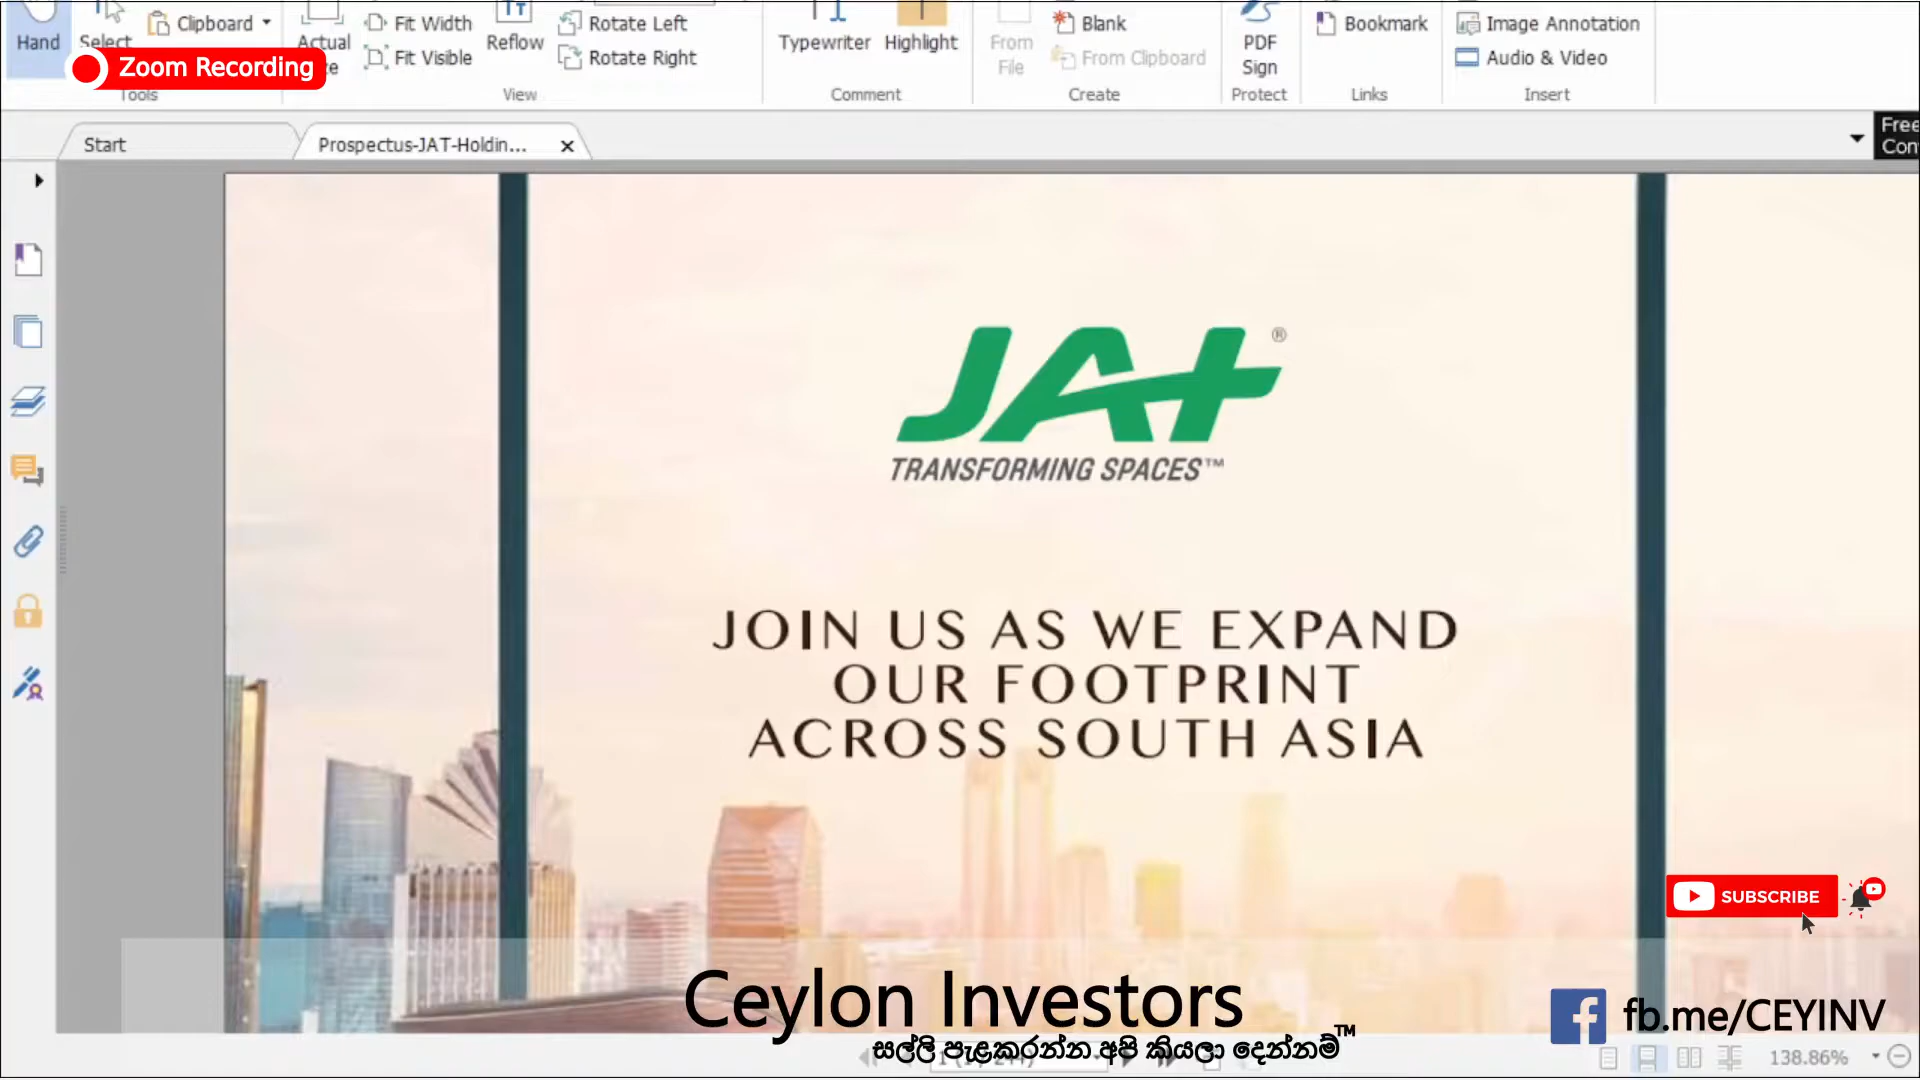 Hand
Select
Clipboard
Actual
Fit Width
Fit Visible
Reflow
Rotate Left
Rotate Right
Typewriter
Highlight
From
File
Blank
From Clipboard
PDF
Sign
Bookmark
Image Annotation
Audio & Video
Zoom Recording
Tools
View
Comment
Create
Protect
Links
Insert
Start
Prospectus-JAT-Holdin...
Free
JAT®
TRANSFORMING SPACES™
JOIN US AS WE EXPAND
OUR FOOTPRINT
ACROSS SOUTH ASIA
SUBSCRIBE
Ceylon Investors
සල්ලි පැළකරන්න අපි කියලා දෙන්නම්™
fb.me/CEYINV
138.86%